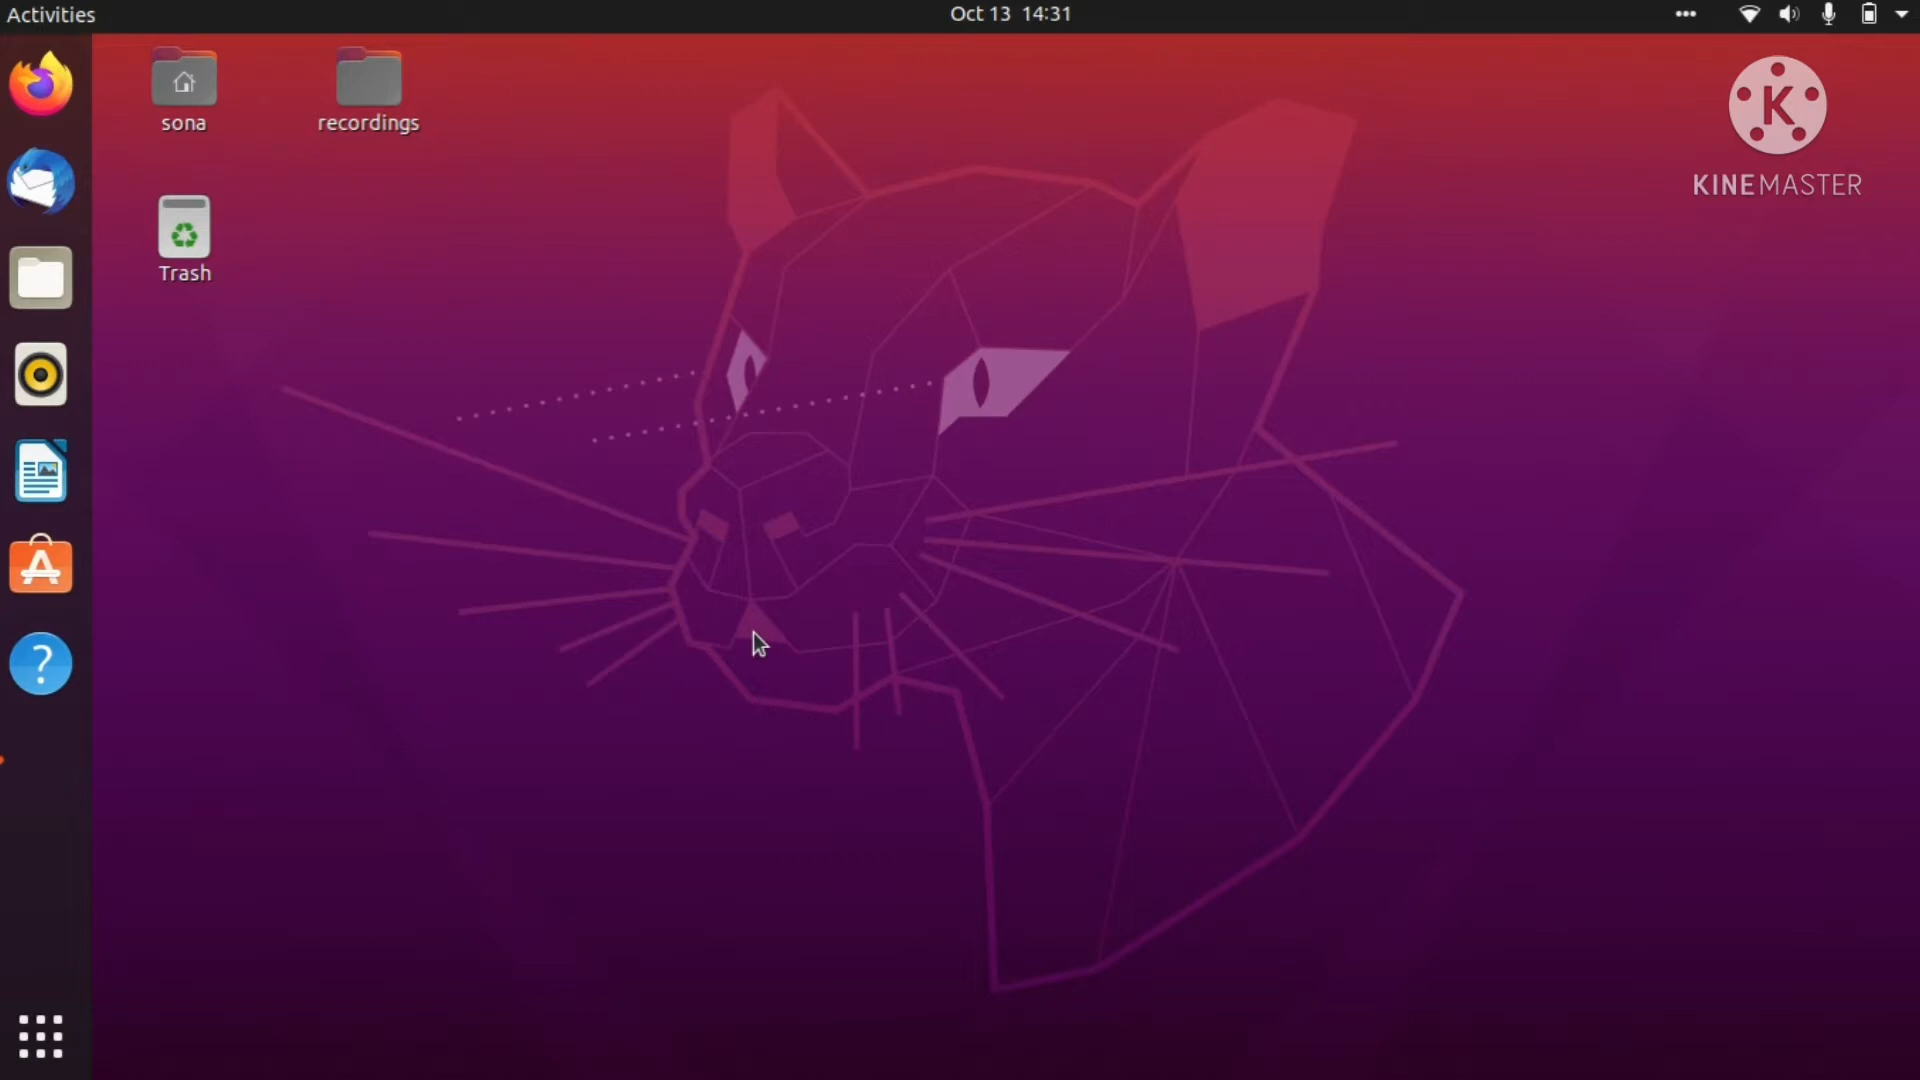 Activities
Oct 13 14:31
sona
recordings
Trash
KINEMASTER